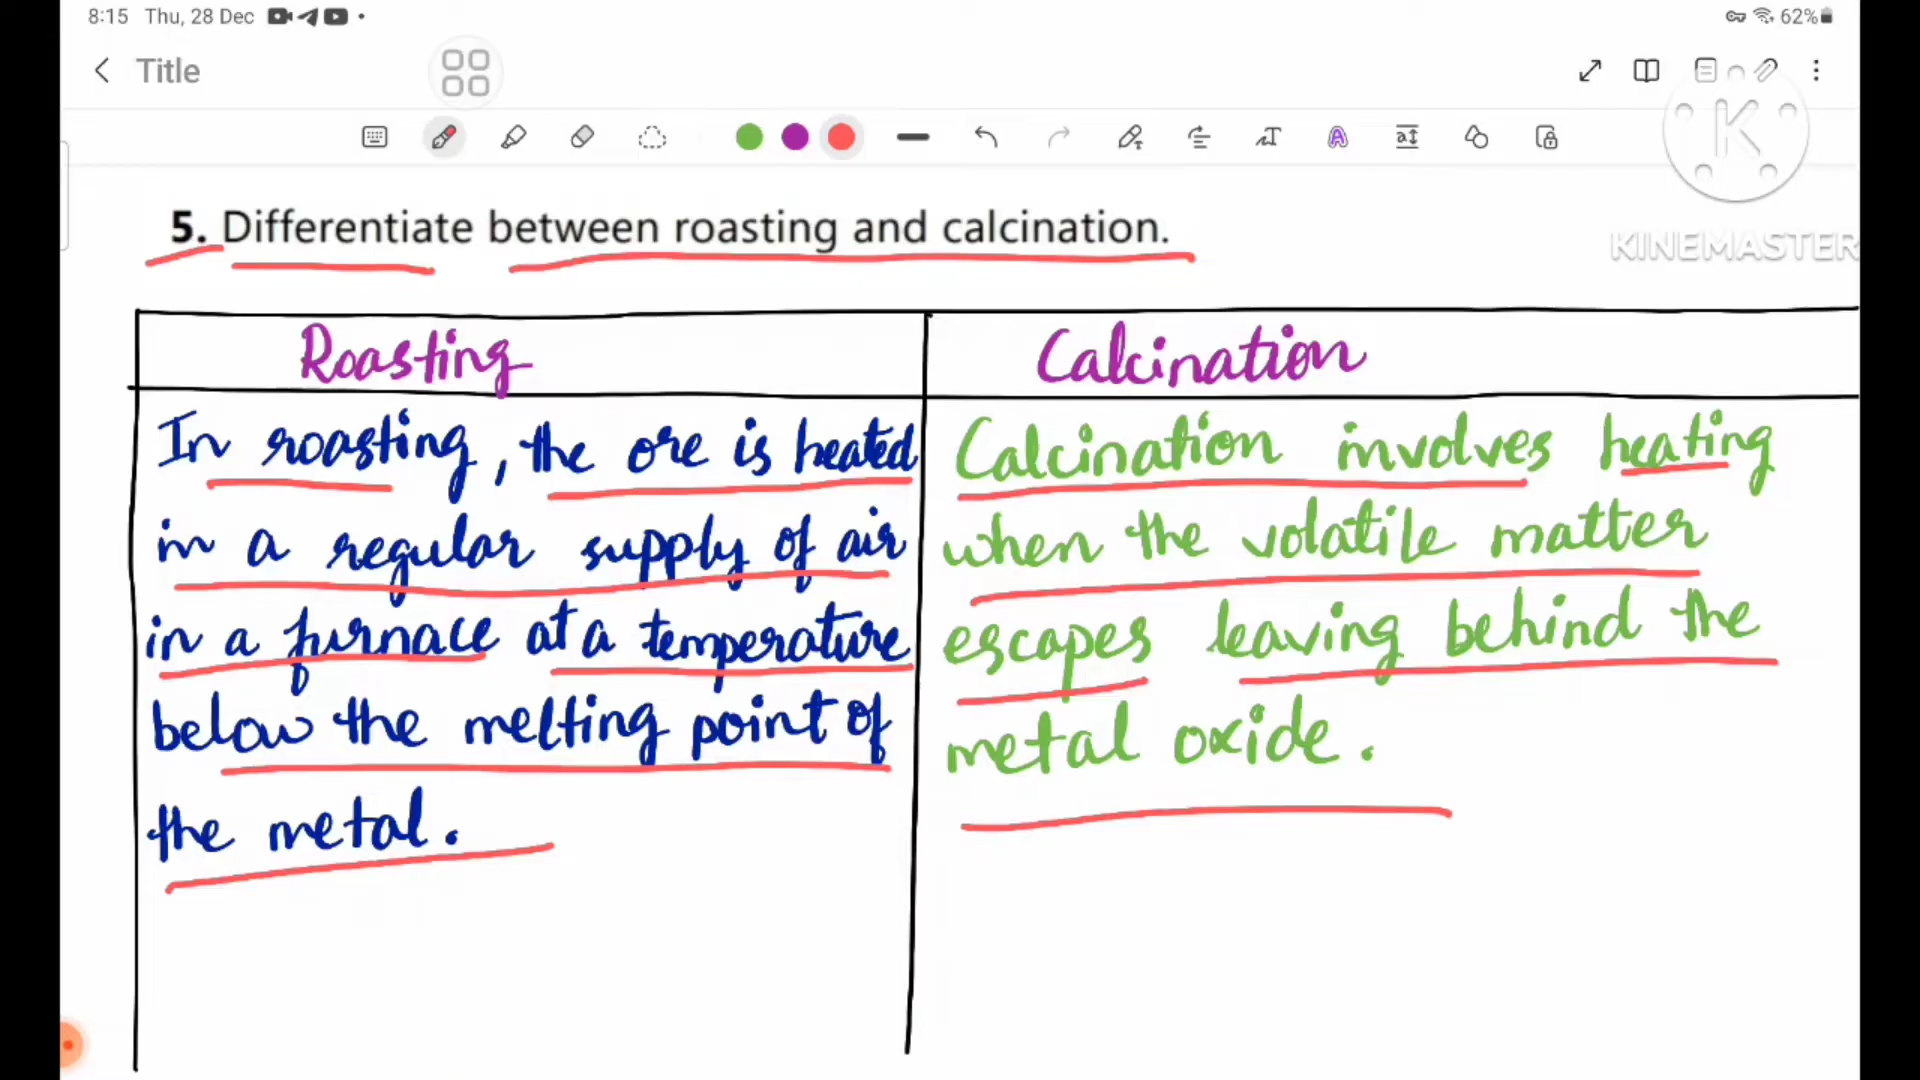 8:15 Thu, 28 Dec
62%
Title
KINEMASTER
5. Differentiate between roasting and calcination.
Roasting
In roasting, the ore is heated
in a regular supply of air
in a furnace at a temperature
below the melting point of
the metal.
Calcination
Calcination involves heating
when the volatile matter
escapes leaving behind the
metal oxide.